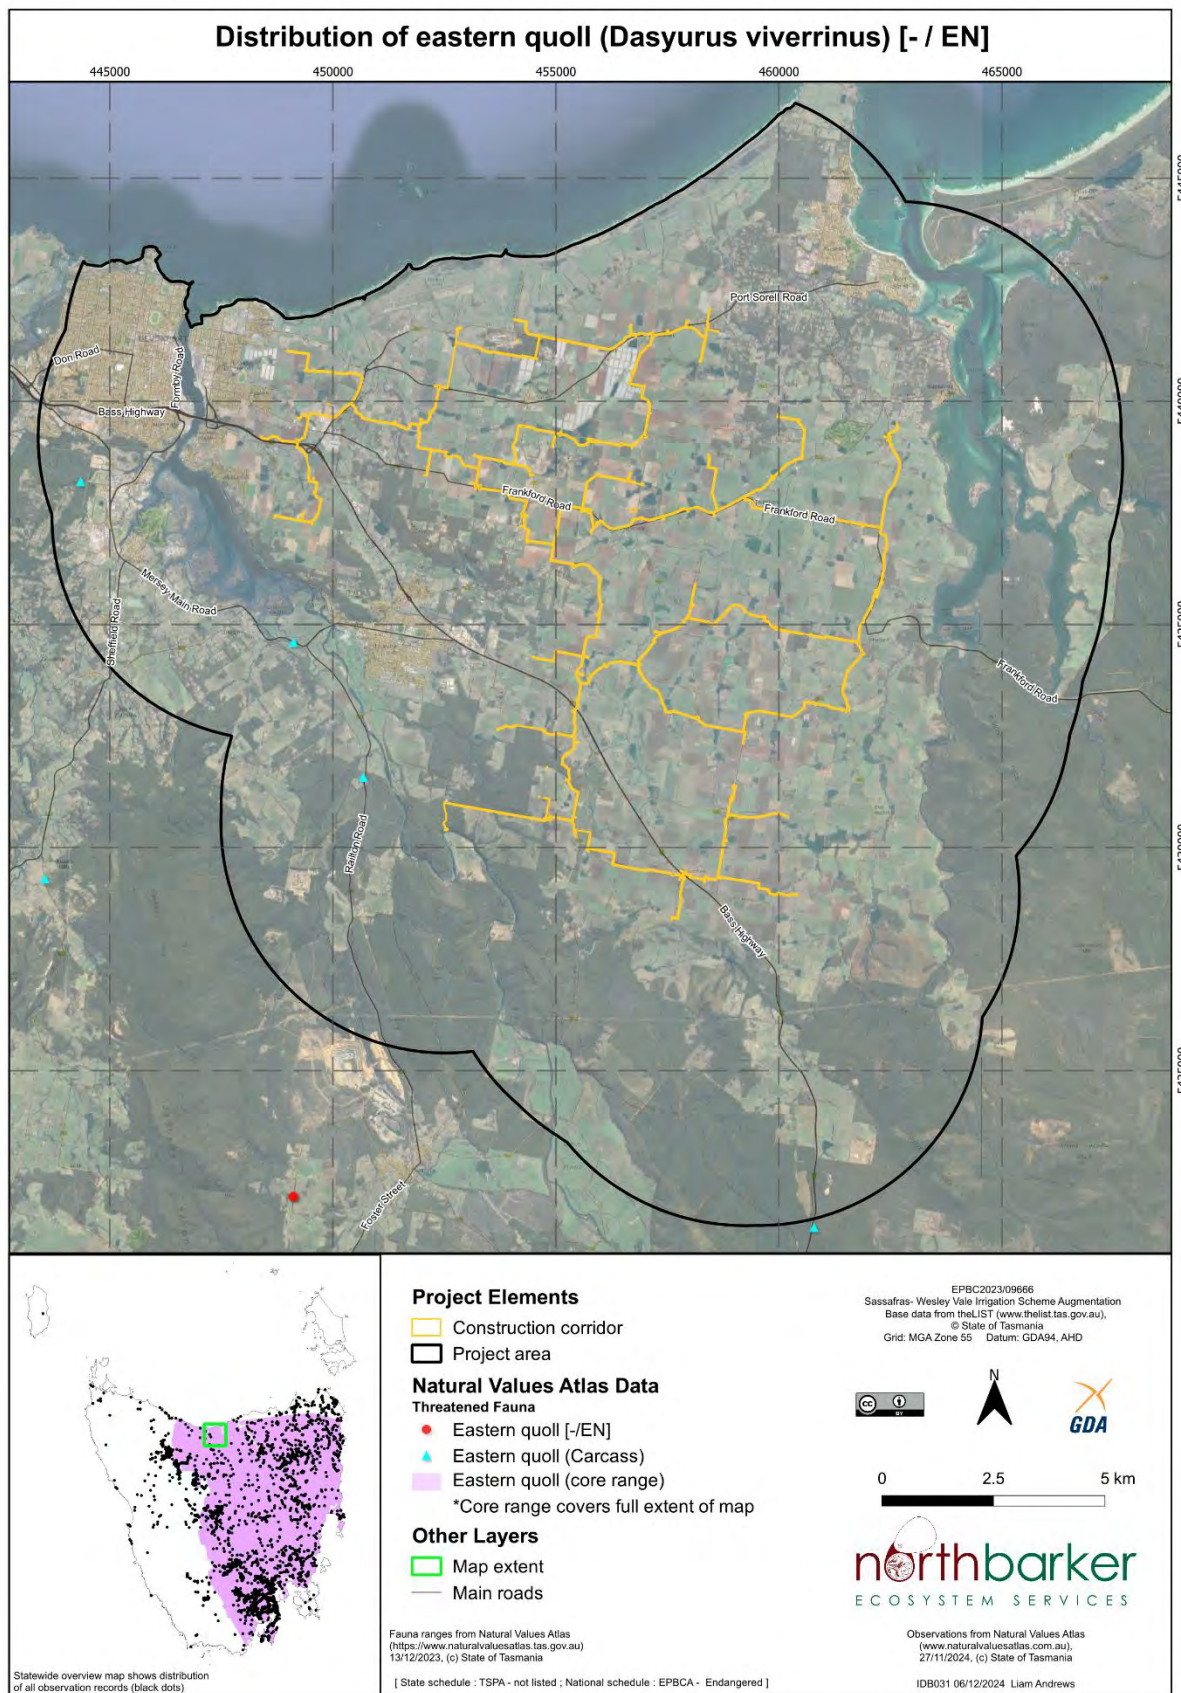 Distribution of eastern quoll (Dasyurus viverrinus) [- / EN]
445000
450000
455000
460000
465000
5445000
5440000
5435000
5430000
5425000
Port Sorell Road
Don Road
Formby Road
Bass Highway
Frankford Road
Frankford Road
Mersey Main Road
Sheffield Road
Frankford Road
Railton Road
Bass Highway
Foster Street
Project Elements
Construction corridor
Project area
Natural Values Atlas Data
Threatened Fauna
Eastern quoll [-/EN]
Eastern quoll (Carcass)
Eastern quoll (core range)
*Core range covers full extent of map
Other Layers
Map extent
Main roads
Fauna ranges from Natural Values Atlas
(https://www.naturalvaluesatlas.tas.gov.au)
13/12/2023, (c) State of Tasmania
[ State schedule : TSPA - not listed ; National schedule : EPBCA - Endangered ]
Statewide overview map shows distribution
of all observation records (black dots)
EPBC2023/09666
Sassafras- Wesley Vale Irrigation Scheme Augmentation
Base data from theLIST (www.thelist.tas.gov.au),
© State of Tasmania
Grid: MGA Zone 55 Datum: GDA94, AHD
cc
BY
N
GDA
0 2.5 5 km
northbarker
ECOSYSTEM SERVICES
Observations from Natural Values Atlas
(www.naturalvaluesatlas.com.au),
27/11/2024, (c) State of Tasmania
IDB031 06/12/2024 Liam Andrews